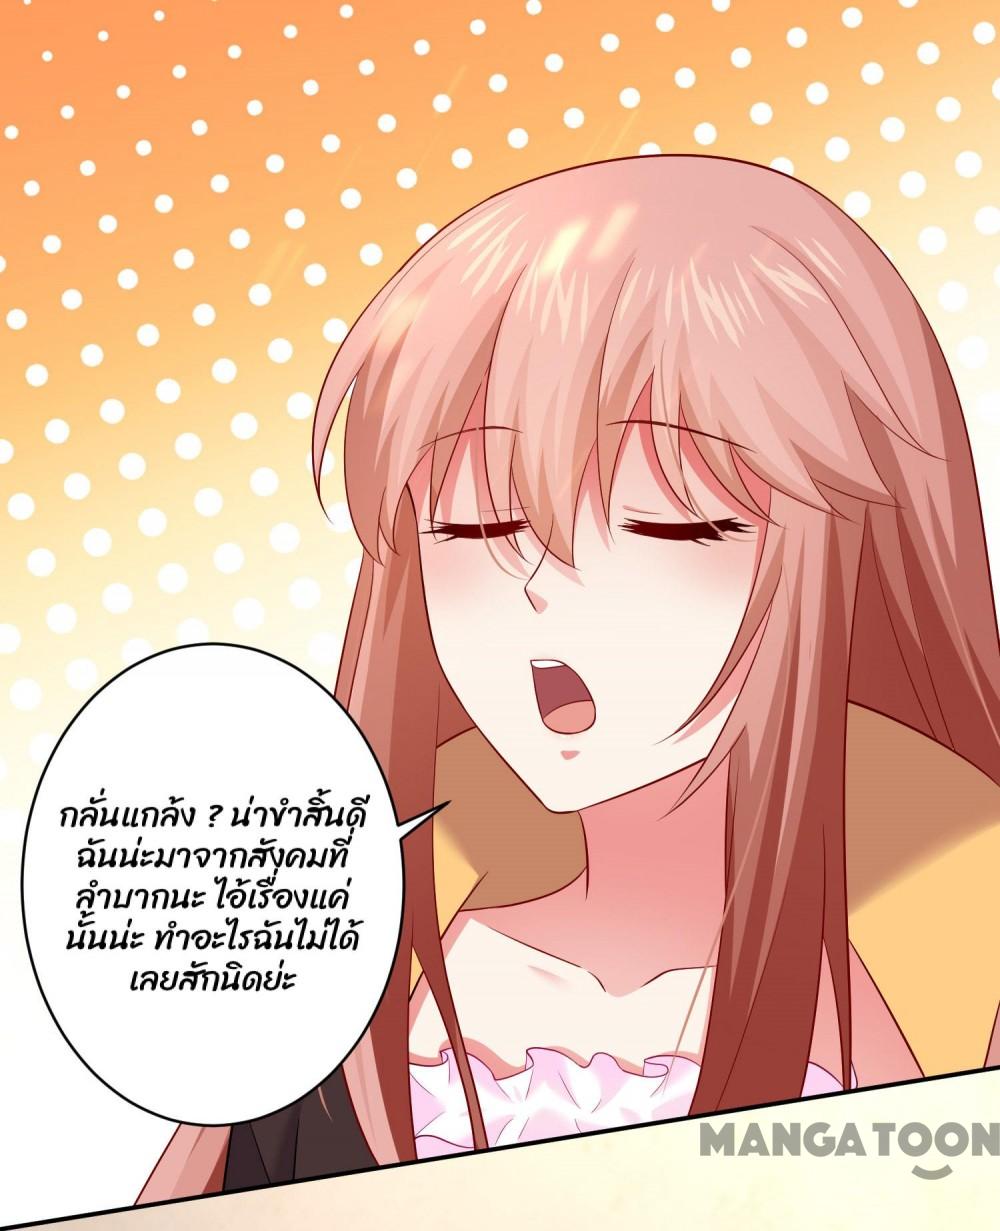 กลั่นแกล้ง ? น่าขำสิ้นดี
ฉันน่ะมาจากสังคมที่
ลำบากนะ ไอ้เรื่องแค่
นั้นน่ะ ทำอะไรฉันไม่ได้
เลยสักนิดย่ะ
MANGA TOON